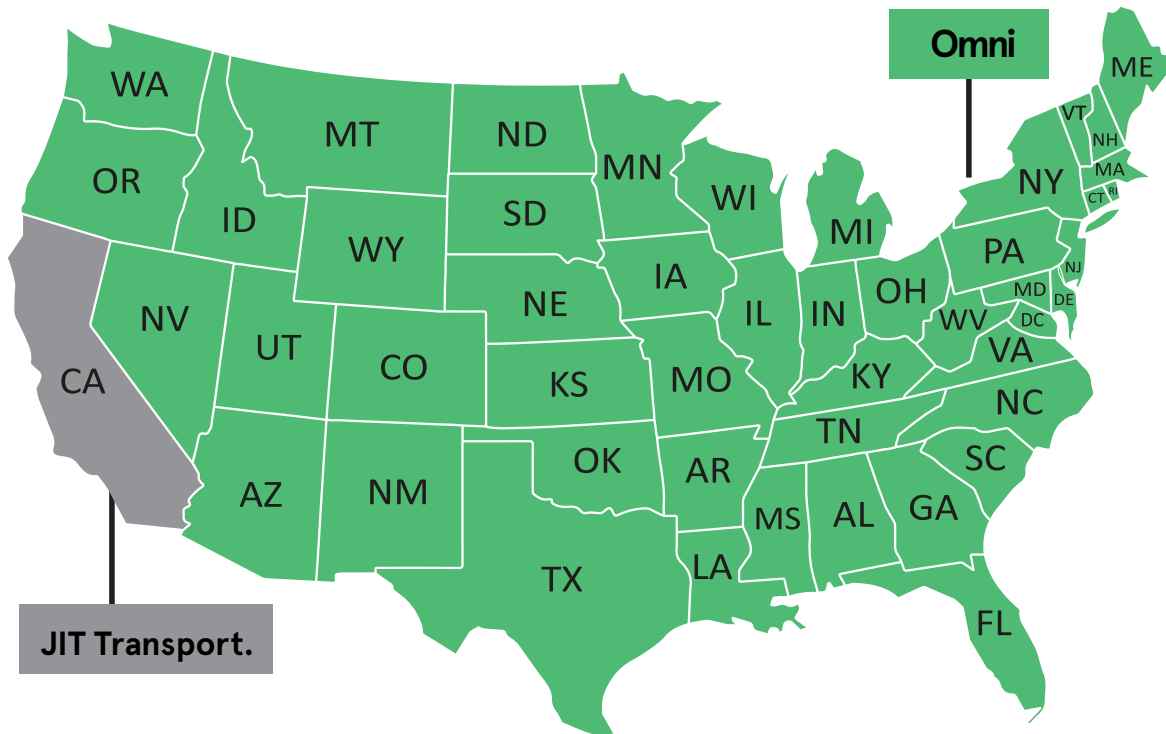 Omni
WA
MT
ND
MN
ME
VT
NH
OR
ID
SD
WI
MI
NY
MA
CT
RI
WY
IA
PA
NJ
NV
UT
CO
NE
IL
IN
OH
MD
DE
WV
DC
VA
CA
KS
MO
KY
NC
TN
SC
AZ
NM
OK
AR
MS
AL
GA
LA
TX
FL
JIT Transport.